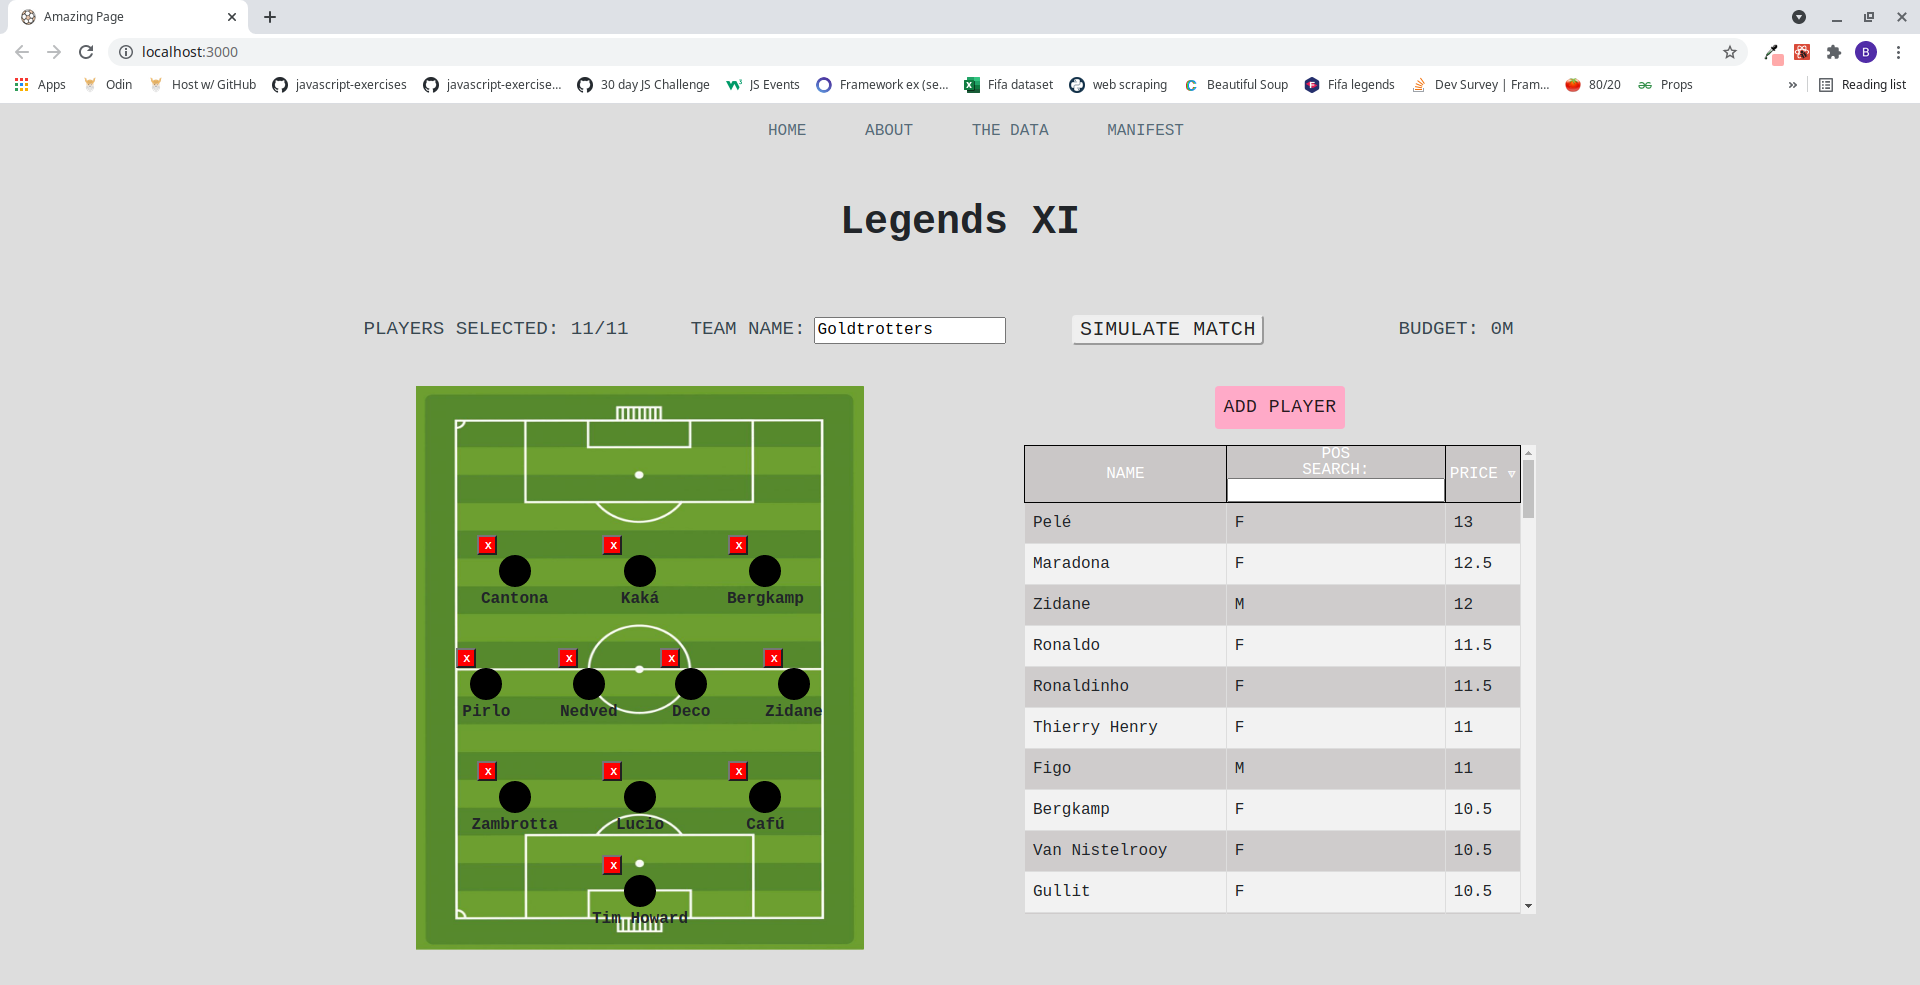 Amazing Page
localhost:3000
B
Apps Odin Host w/ GitHub javascript-exercises javascript-exercise... 30 day JS Challenge JS Events Framework ex (se... Fifa dataset web scraping Beautiful Soup Fifa legends Dev Survey | Fram... 80/20 Props » Reading list
HOME ABOUT THE DATA MANIFEST
Legends XI
PLAYERS SELECTED: 11/11 TEAM NAME: Goldtrotters SIMULATE MATCH BUDGET: 0M
x x x
Cantona Kaká Bergkamp
x x x x
Pirlo Nedved Deco Zidane
x x x
Zambrotta Lucio Cafú
x
Tim Howard
ADD PLAYER
NAME POS SEARCH: PRICE ▿
Pelé F 13
Maradona F 12.5
Zidane M 12
Ronaldo F 11.5
Ronaldinho F 11.5
Thierry Henry F 11
Figo M 11
Bergkamp F 10.5
Van Nistelrooy F 10.5
Gullit F 10.5